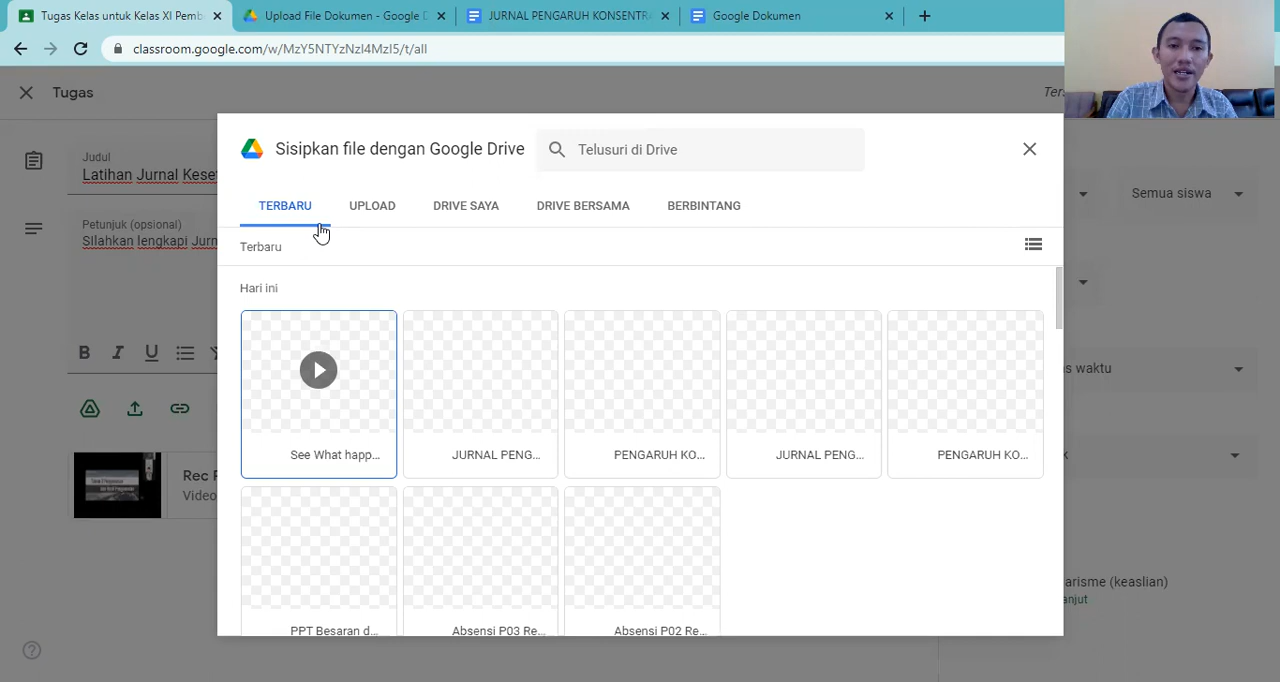 Tugas Kelas untuk Kelas XI Pemb
Upload File Dokumen - Google D
JURNAL PENGARUH KONSENTRA
Google Dokumen
classroom.google.com/w/MzY5NTYzNzI4MzI5/t/all
Tugas
Ters
Judul
Latihan Jurnal Keset
Petunjuk (opsional)
SIlahkan lengkapi Jurn
B I U
Rec P
Video
Semua siswa
s waktu
k
arisme (keaslian)
anjut
Sisipkan file dengan Google Drive
Telusuri di Drive
TERBARU UPLOAD DRIVE SAYA DRIVE BERSAMA BERBINTANG
Terbaru
Hari ini
See What happ...
JURNAL PENG...
PENGARUH KO...
JURNAL PENG...
PENGARUH KO...
PPT Besaran d...
Absensi P03 Re...
Absensi P02 Re...